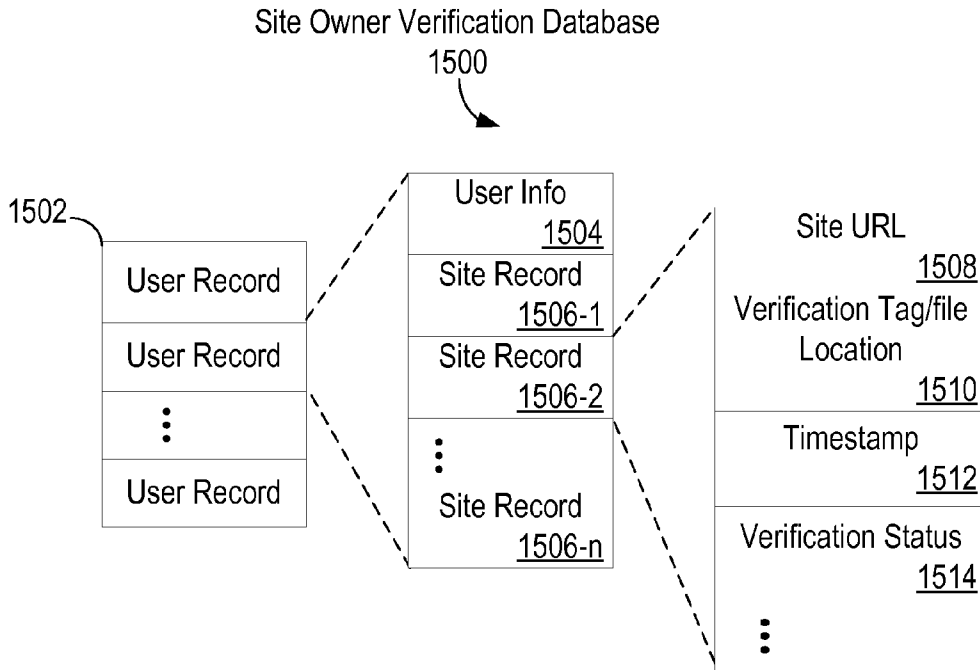 Site Owner Verification Database
1500
1502
User Record
User Record
User Record
User Info
1504
Site Record
1506-1
Site Record
1506-2
Site Record
1506-n
Site URL
1508
Verification Tag/file
Location
1510
Timestamp
1512
Verification Status
1514